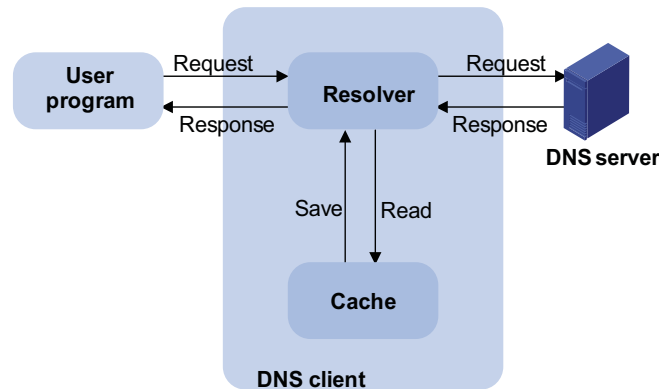 User
program
Request
Response
Resolver
Request
Response
DNS server
Save
Read
Cache
DNS client